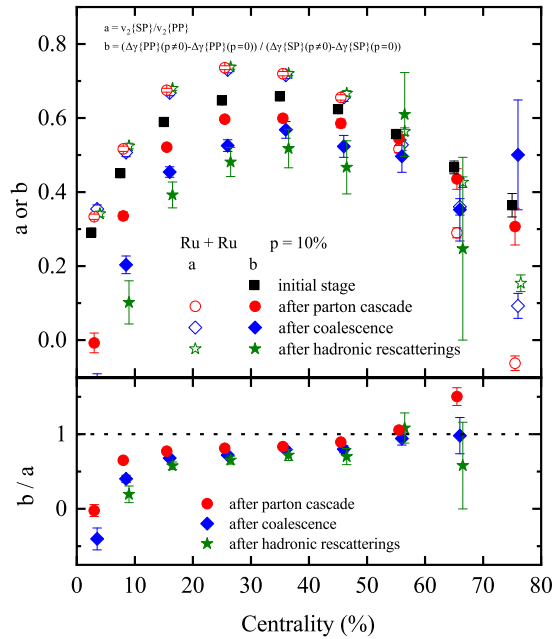 a = v₂{SP}/v₂{PP}
b = (Δγ{PP}(p≠0)-Δγ{PP}(p=0)) / (Δγ{SP}(p≠0)-Δγ{SP}(p=0))
0.8
0.6
0.4
0.2
0.0
a or b
Ru + Ru p = 10%
a b
initial stage
after parton cascade
after coalescence
after hadronic rescatterings
1
0
b / a
after parton cascade
after coalescence
after hadronic rescatterings
0 10 20 30 40 50 60 70 80
Centrality (%)